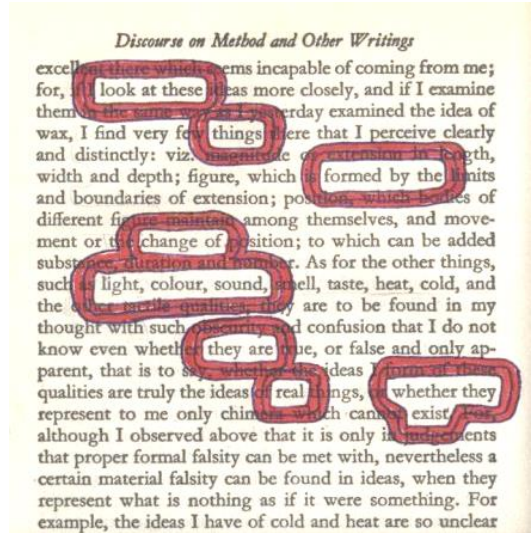 Discourse on Method and Other Writings
excellent there which seems incapable of coming from me;
for, if I look at these ideas more closely, and if I examine
them in the same way as I yesterday examined the idea of
wax, I find very few things there that I perceive clearly
and distinctly: viz. magnitude or extension in length,
width and depth; figure, which is formed by the limits
and boundaries of extension; position, which bodies of
different figure maintain among themselves, and move-
ment or the change of position; to which can be added
substance, duration and number. As for the other things,
such as light, colour, sound, smell, taste, heat, cold, and
the other tactile qualities, they are to be found in my
thought with such obscurity and confusion that I do not
know even whether they are true, or false and only ap-
parent, that is to say, whether the ideas I form of these
qualities are truly the ideas of real things, or whether they
represent to me only chimera which cannot exist. For,
although I observed above that it is only in judgements
that proper formal falsity can be met with, nevertheless a
certain material falsity can be found in ideas, when they
represent what is nothing as if it were something. For
example, the ideas I have of cold and heat are so unclear